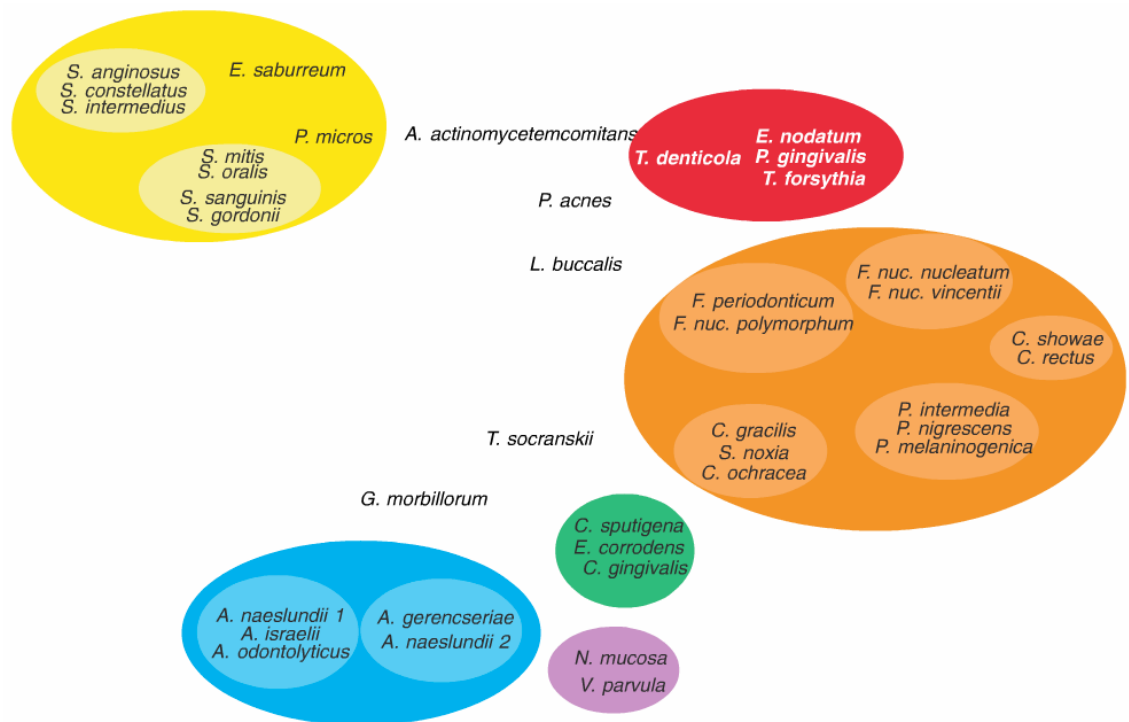 S. anginosus
S. constellatus
S. intermedius
E. saburreum
P. micros
S. mitis
S. oralis
S. sanguinis
S. gordonii
A. actinomycetemcomitans
T. denticola
E. nodatum
P. gingivalis
T. forsythia
P. acnes
L. buccalis
F. periodonticum
F. nuc. polymorphum
F. nuc. nucleatum
F. nuc. vincentii
C. showae
C. rectus
P. intermedia
P. nigrescens
P. melaninogenica
C. gracilis
S. noxia
C. ochracea
T. socranskii
G. morbillorum
C. sputigena
E. corrodens
C. gingivalis
A. naeslundii 1
A. israelii
A. odontolyticus
A. gerencseriae
A. naeslundii 2
N. mucosa
V. parvula